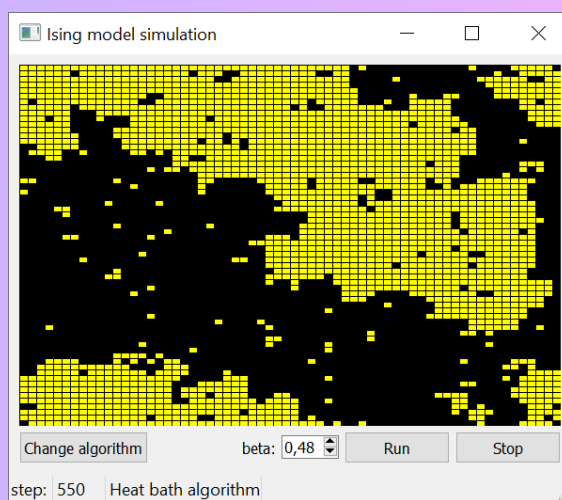 Ising model simulation
Change algorithm beta: 0,48 Run Stop
step: 550 Heat bath algorithm